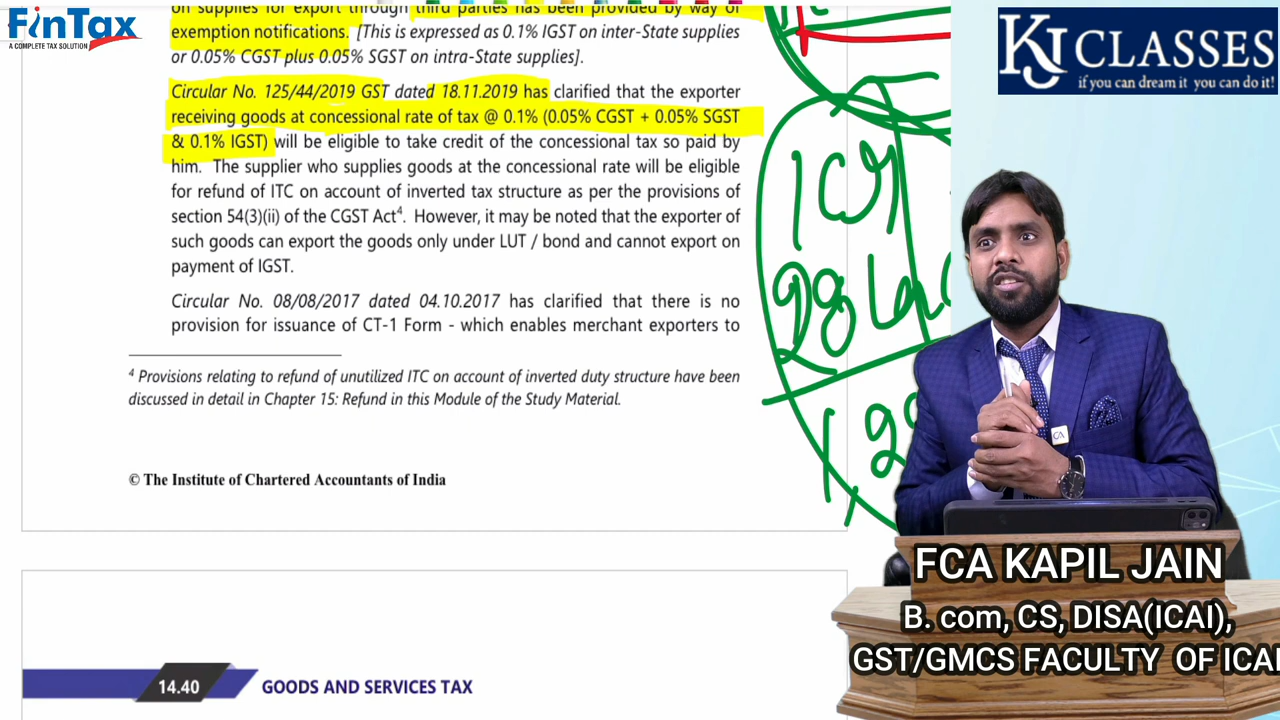 FinTax
A COMPLETE TAX SOLUTION
on supplies for export through third parties has been provided by way of
exemption notifications. [This is expressed as 0.1% IGST on inter-State supplies
or 0.05% CGST plus 0.05% SGST on intra-State supplies].
Circular No. 125/44/2019 GST dated 18.11.2019 has clarified that the exporter
receiving goods at concessional rate of tax @ 0.1% (0.05% CGST + 0.05% SGST
& 0.1% IGST) will be eligible to take credit of the concessional tax so paid by
him. The supplier who supplies goods at the concessional rate will be eligible
for refund of ITC on account of inverted tax structure as per the provisions of
section 54(3)(ii) of the CGST Act4. However, it may be noted that the exporter of
such goods can export the goods only under LUT / bond and cannot export on
payment of IGST.
Circular No. 08/08/2017 dated 04.10.2017 has clarified that there is no
provision for issuance of CT-1 Form - which enables merchant exporters to
4 Provisions relating to refund of unutilized ITC on account of inverted duty structure have been
discussed in detail in Chapter 15: Refund in this Module of the Study Material.
© The Institute of Chartered Accountants of India
14.40 GOODS AND SERVICES TAX
KJ CLASSES
if you can dream it you can do it!
CA
FCA KAPIL JAIN
B. com, CS, DISA(ICAI),
GST/GMCS FACULTY OF ICAI